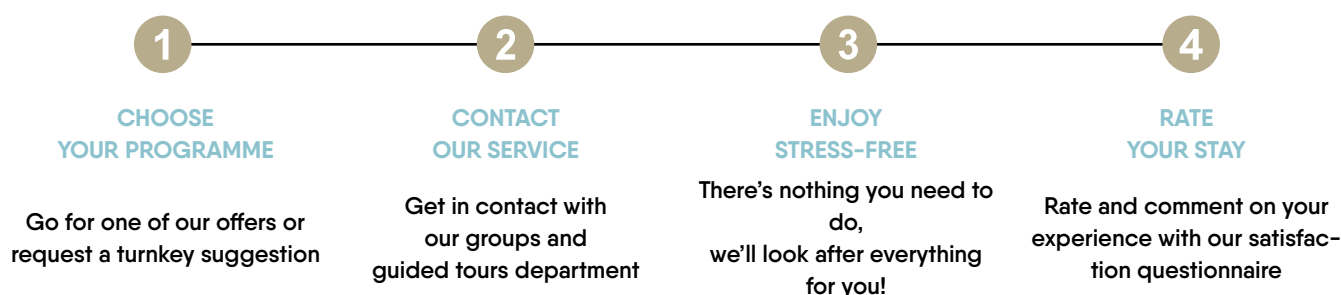 1
2
3
4
CHOOSE
YOUR PROGRAMME
Go for one of our offers or
request a turnkey suggestion
CONTACT
OUR SERVICE
Get in contact with
our groups and
guided tours department
ENJOY
STRESS-FREE
There's nothing you need to
do,
we'll look after everything
for you!
RATE
YOUR STAY
Rate and comment on your
experience with our satisfac-
tion questionnaire